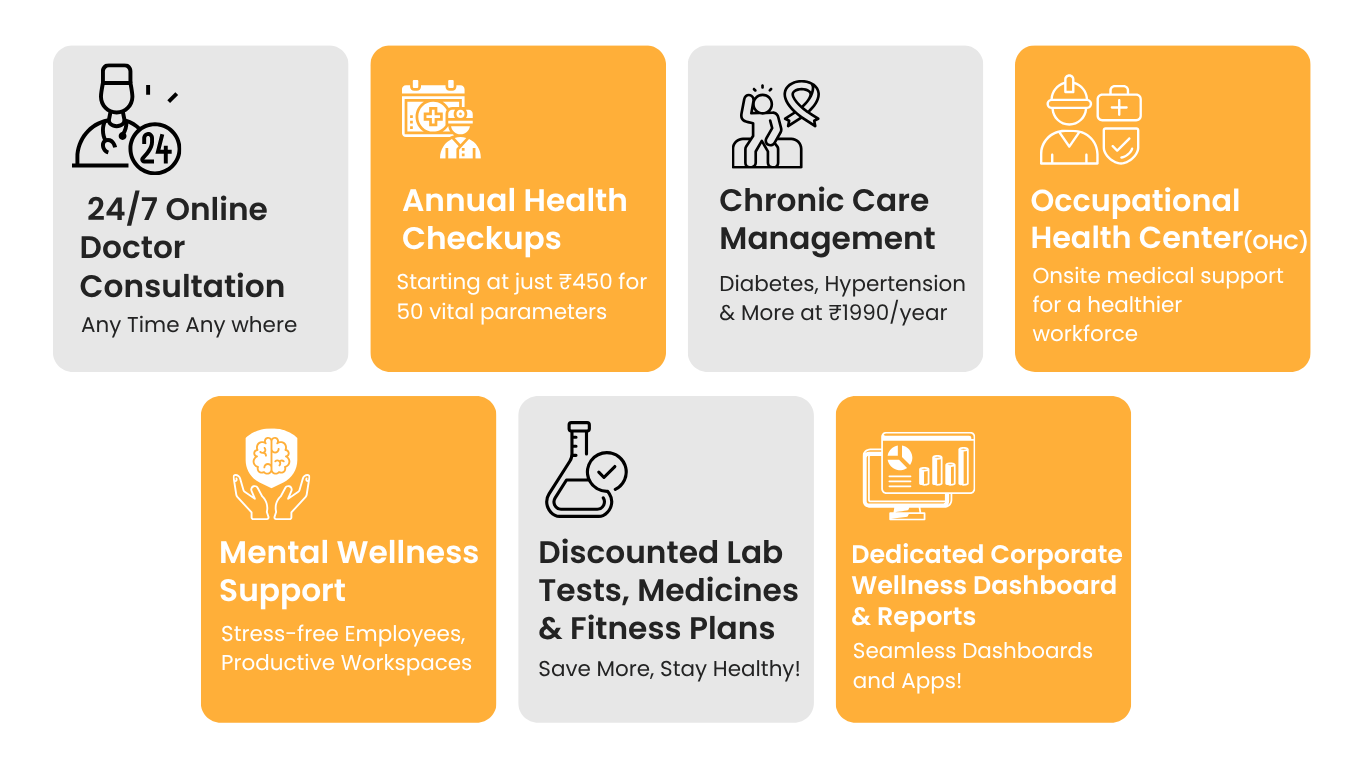 24
24/7 Online
Doctor
Consultation
Any Time Any where
Annual Health
Checkups
Starting at just ₹450 for
50 vital parameters
Chronic Care
Management
Diabetes, Hypertension
& More at ₹1990/year
Occupational
Health Center(OHC)
Onsite medical support
for a healthier
workforce
Mental Wellness
Support
Stress-free Employees,
Productive Workspaces
Discounted Lab
Tests, Medicines
& Fitness Plans
Save More, Stay Healthy!
Dedicated Corporate
Wellness Dashboard
& Reports
Seamless Dashboards
and Apps!